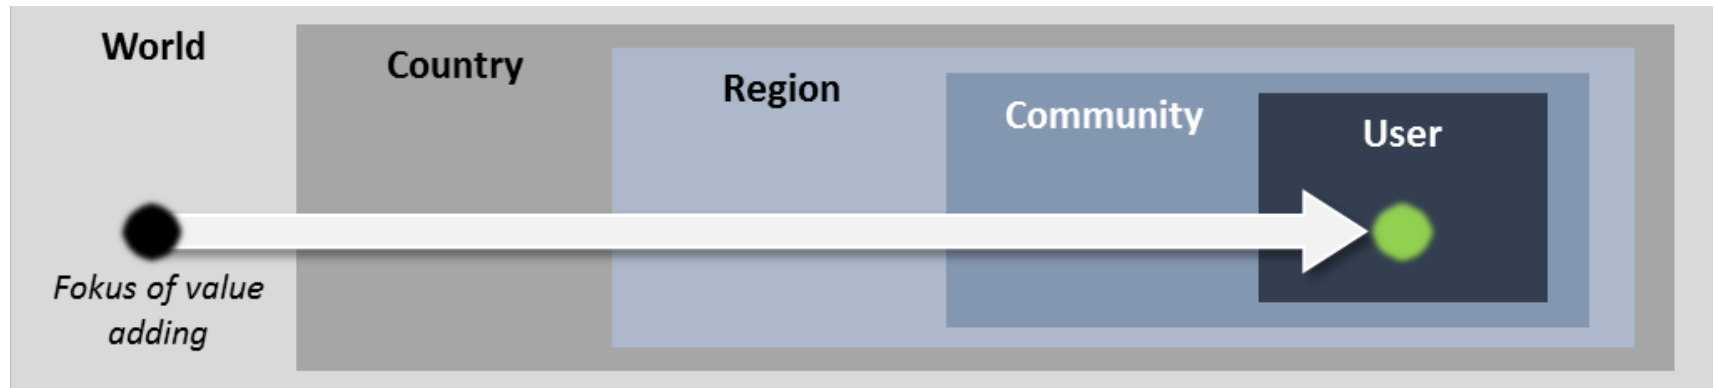 World
Country
Region
Community
User
Fokus of value
adding